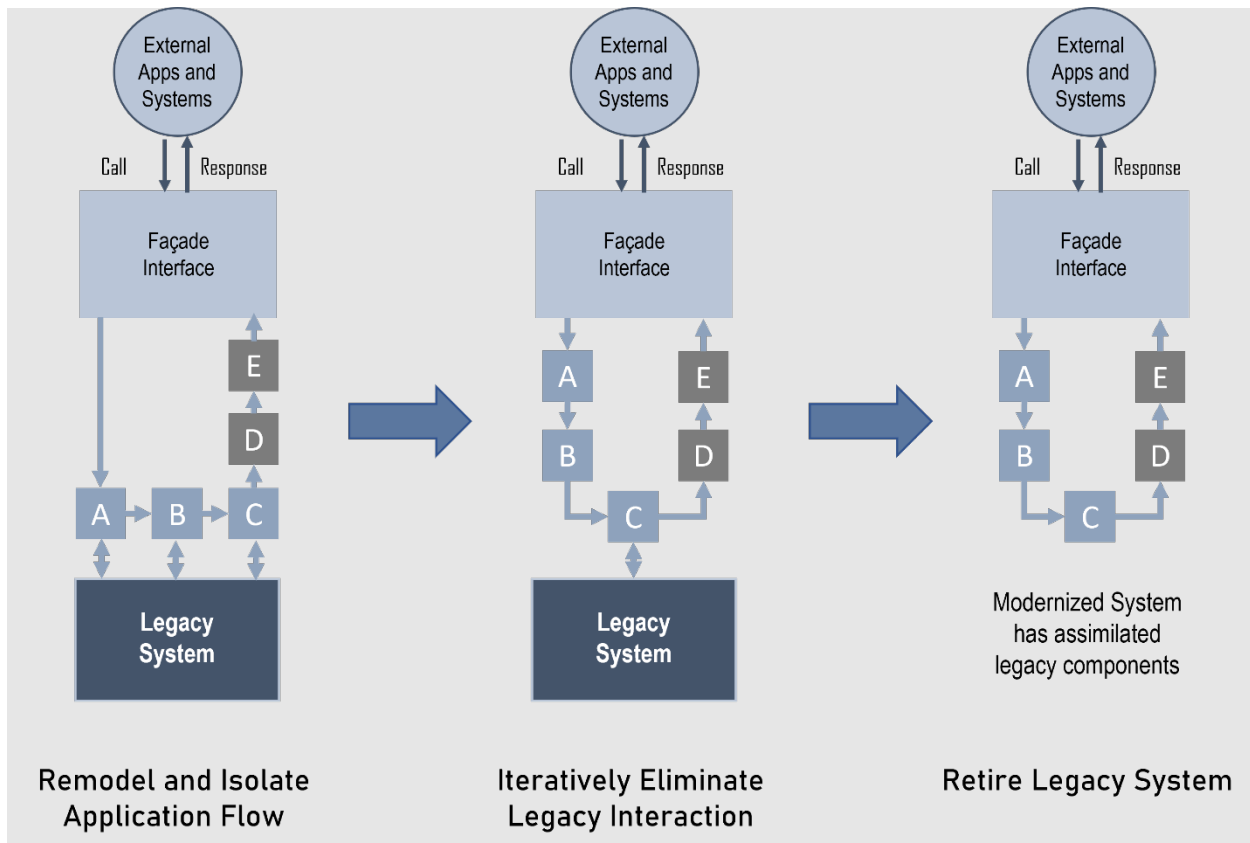 External
Apps and
Systems
Call
Response
Façade
Interface
E
D
A
B
C
Legacy
System
Remodel and Isolate
Application Flow
External
Apps and
Systems
Call
Response
Façade
Interface
A
E
B
D
C
Legacy
System
Iteratively Eliminate
Legacy Interaction
External
Apps and
Systems
Call
Response
Façade
Interface
A
E
B
D
C
Modernized System
has assimilated
legacy components
Retire Legacy System